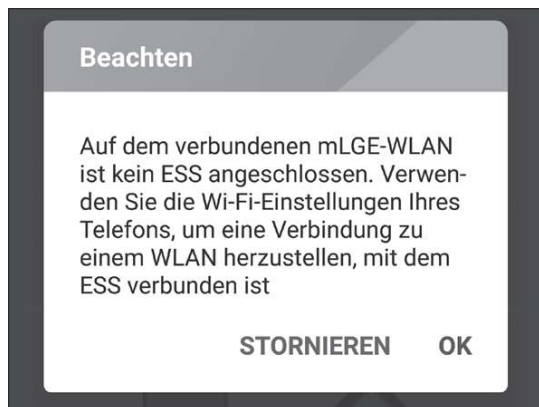 Beachten
Auf dem verbundenen mLGE-WLAN
ist kein ESS angeschlossen. Verwen-
den Sie die Wi-Fi-Einstellungen Ihres
Telefons, um eine Verbindung zu
einem WLAN herzustellen, mit dem
ESS verbunden ist
STORNIEREN OK